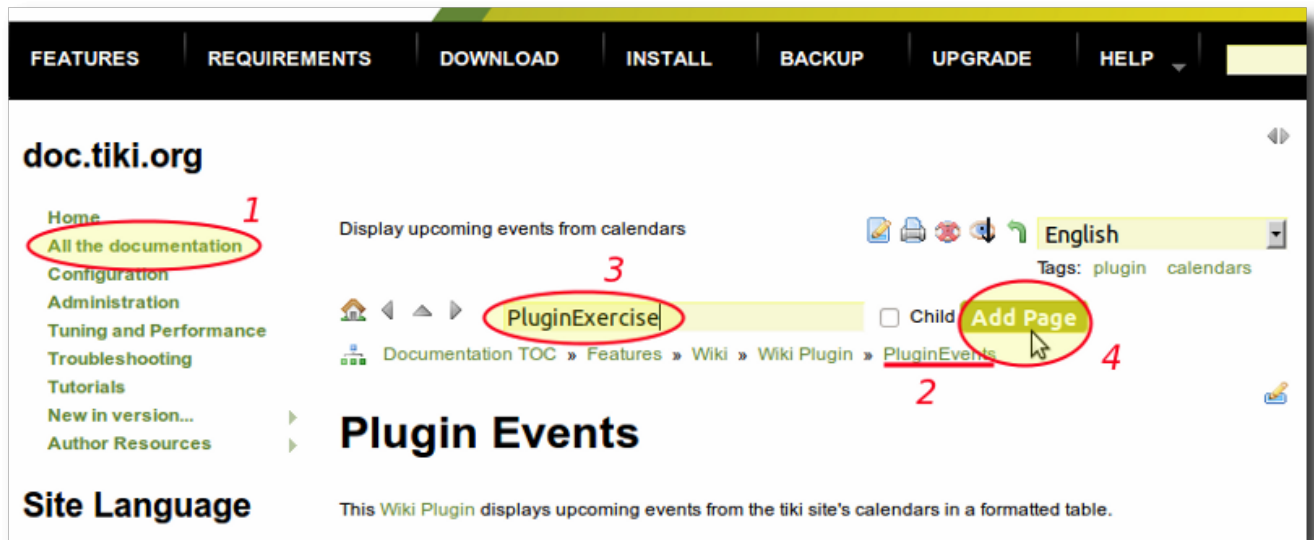 FEATURES REQUIREMENTS DOWNLOAD INSTALL BACKUP UPGRADE HELP
doc.tiki.org
Home 1
All the documentation
Configuration
Administration
Tuning and Performance
Troubleshooting
Tutorials
New in version...
Author Resources
Site Language
Display upcoming events from calendars
English
Tags: plugin calendars
3
PluginExercise Child Add Page
4
Documentation TOC » Features » Wiki » Wiki Plugin » PluginEvents
2
Plugin Events
This Wiki Plugin displays upcoming events from the tiki site's calendars in a formatted table.